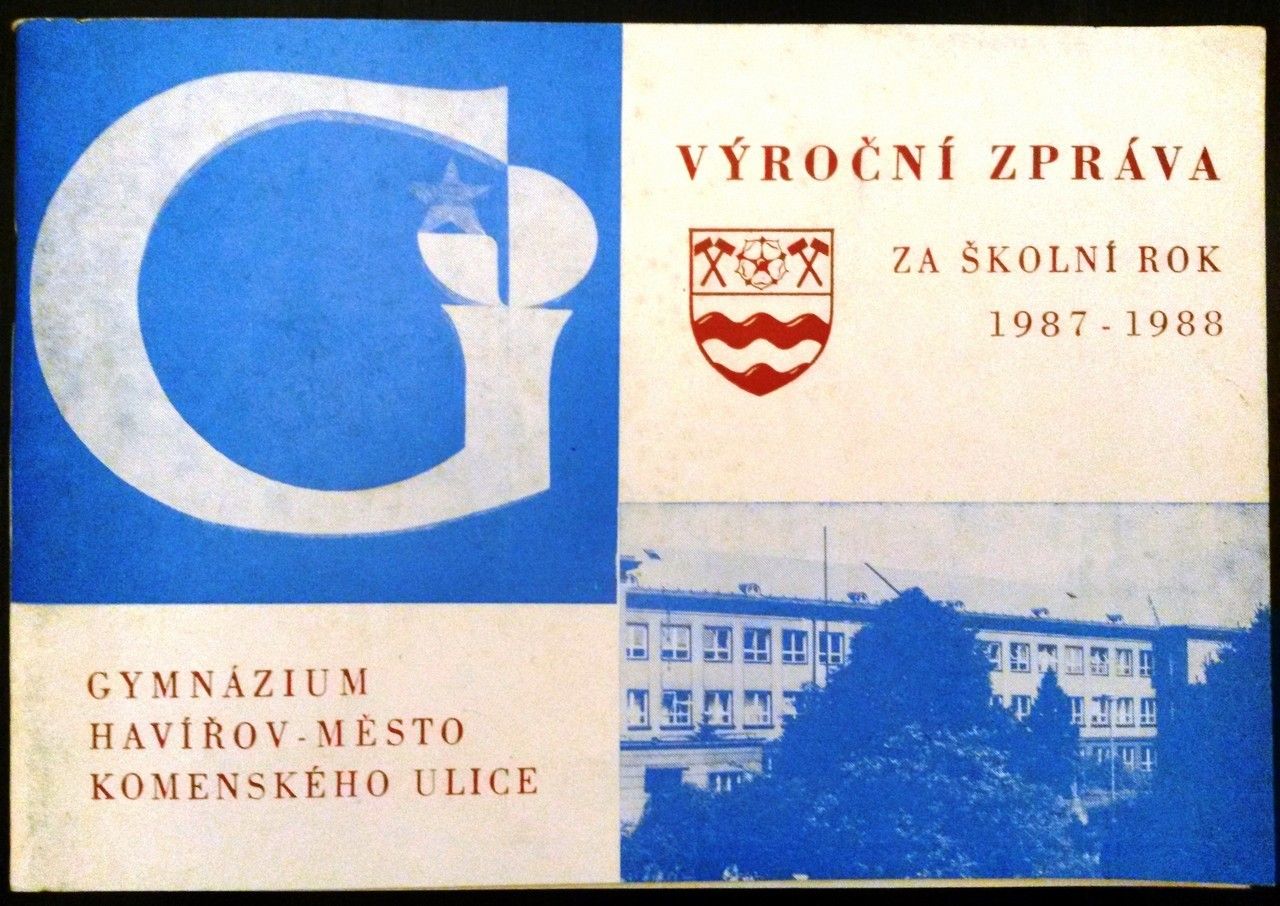 G
VÝROČNÍ ZPRÁVA
ZA ŠKOLNÍ ROK
1987 - 1988
GYMNÁZIUM
HAVÍŘOV - MĚSTO
KOMENSKÉHO ULICE